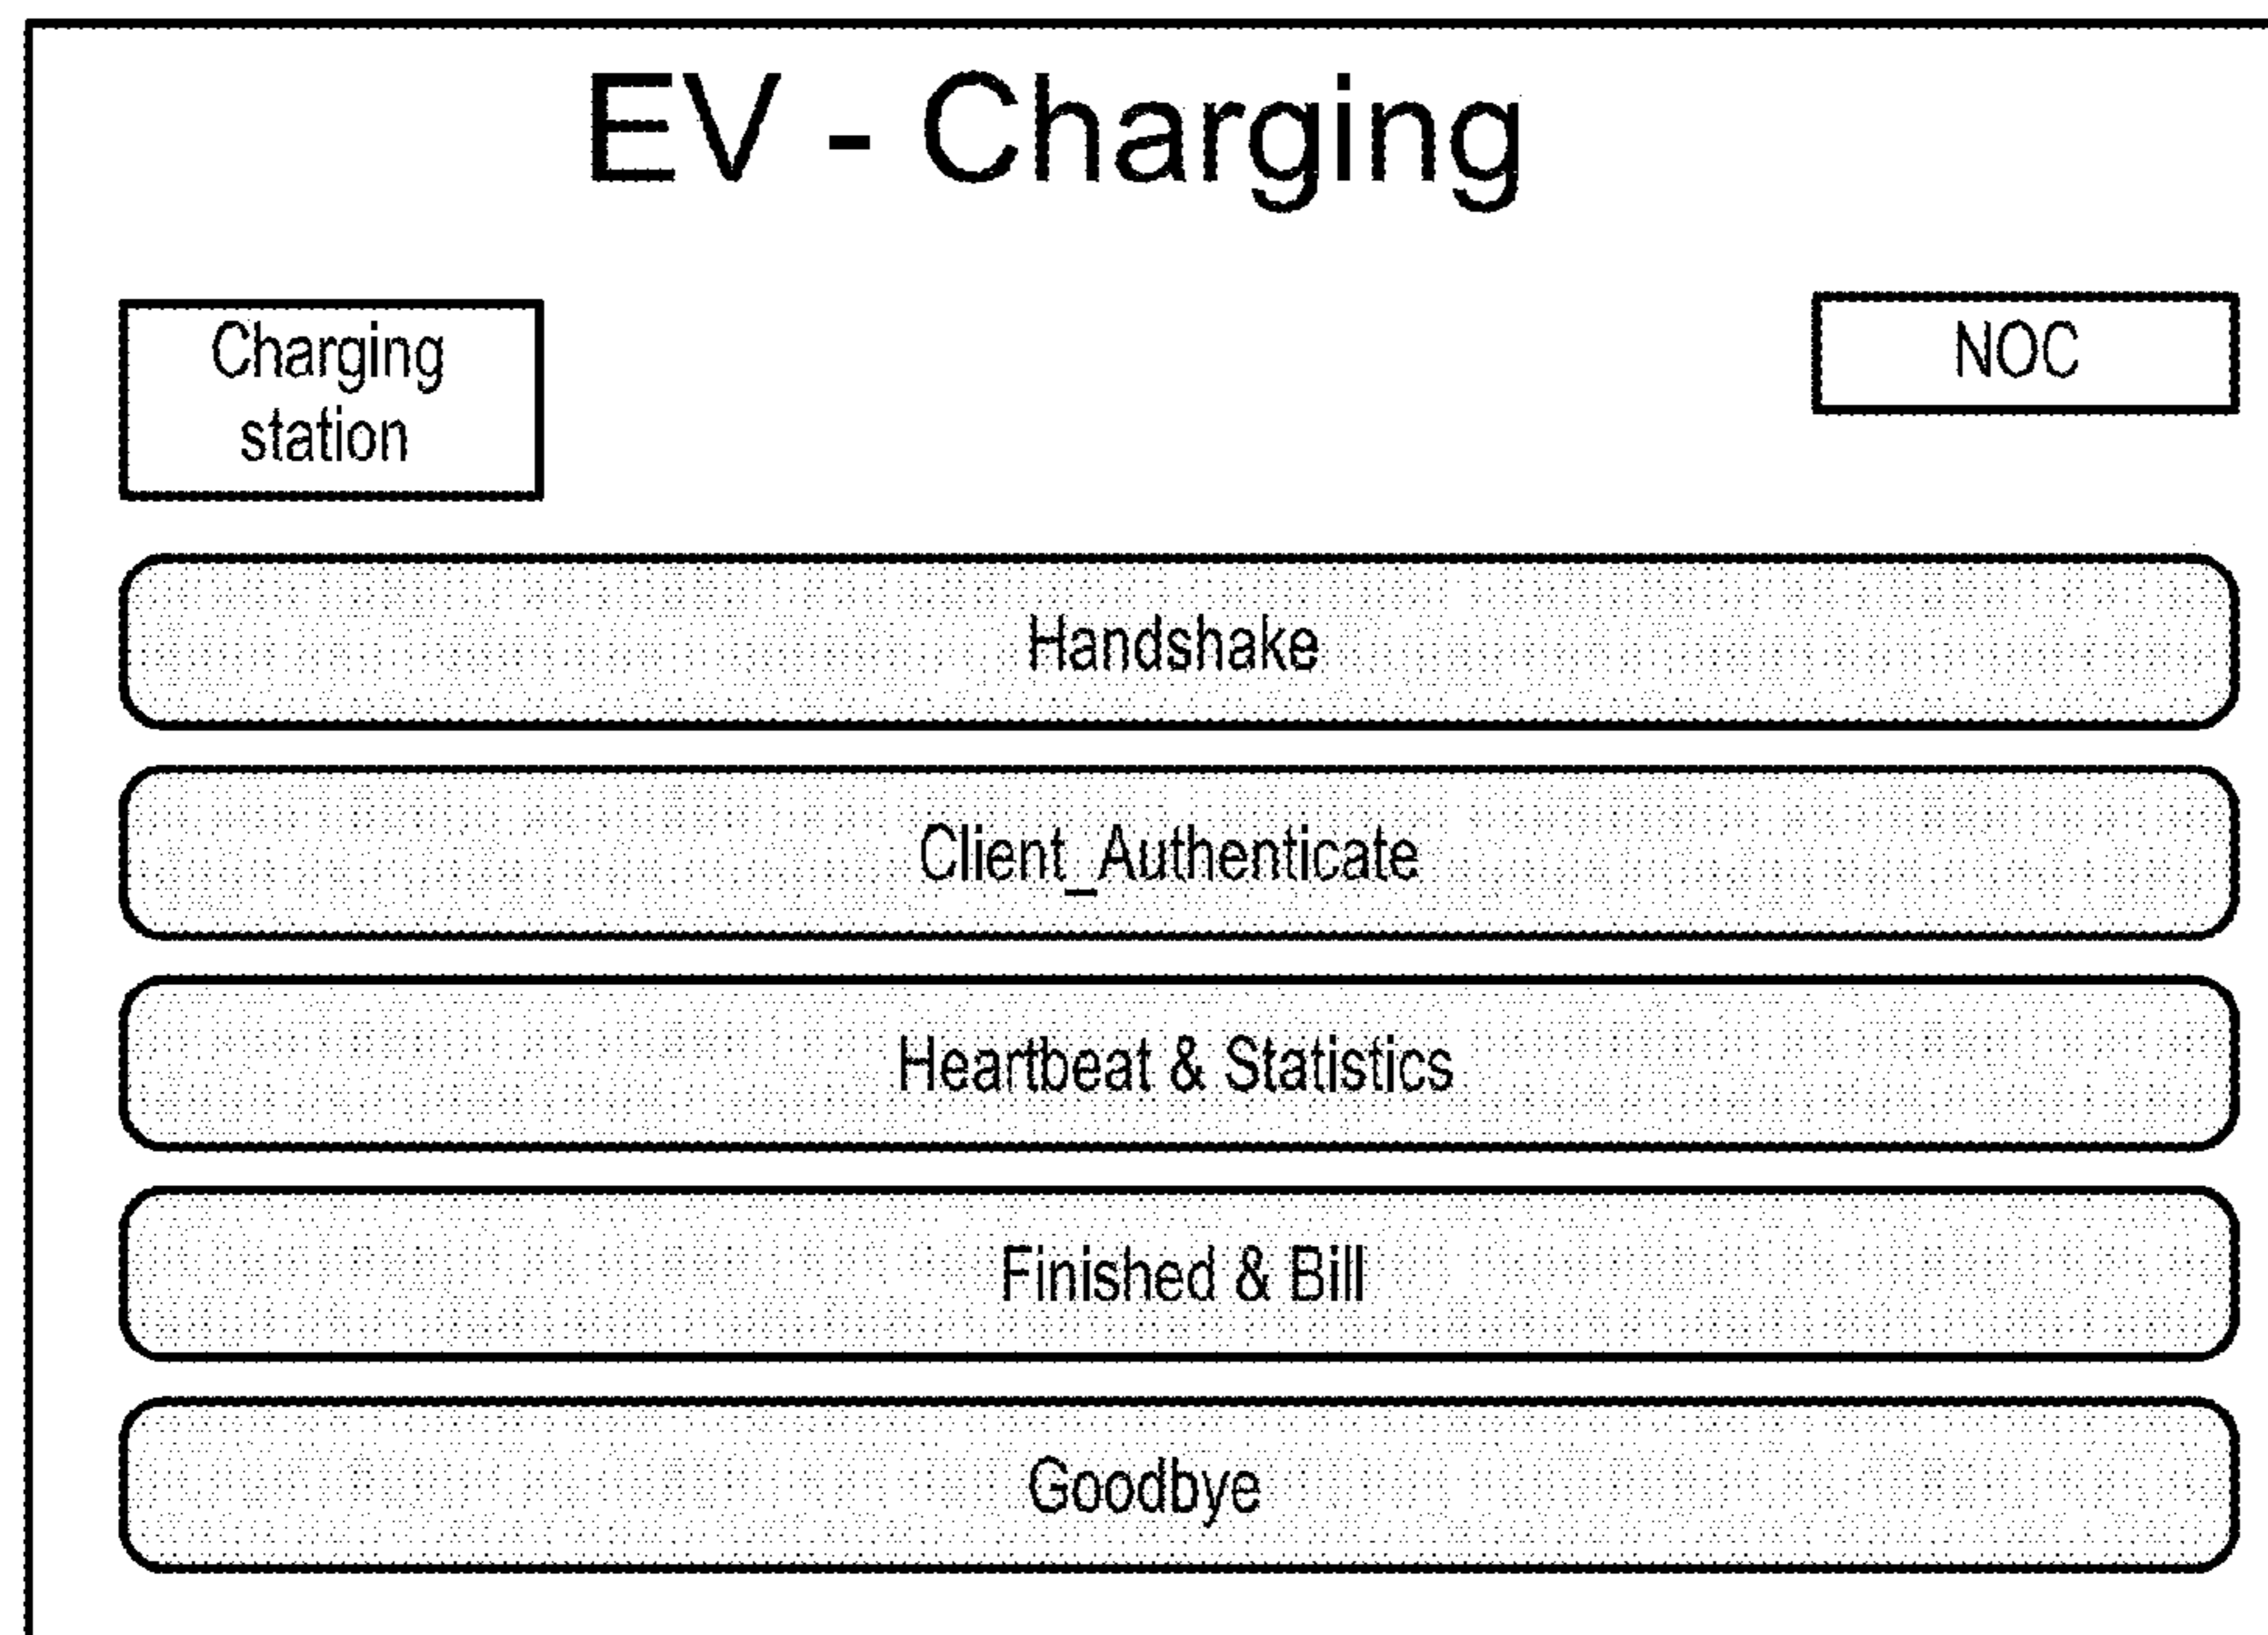 EV - Charging
Charging
station
NOC
Handshake
Client_Authenticate
Heartbeat & Statistics
Finished & Bill
Goodbye